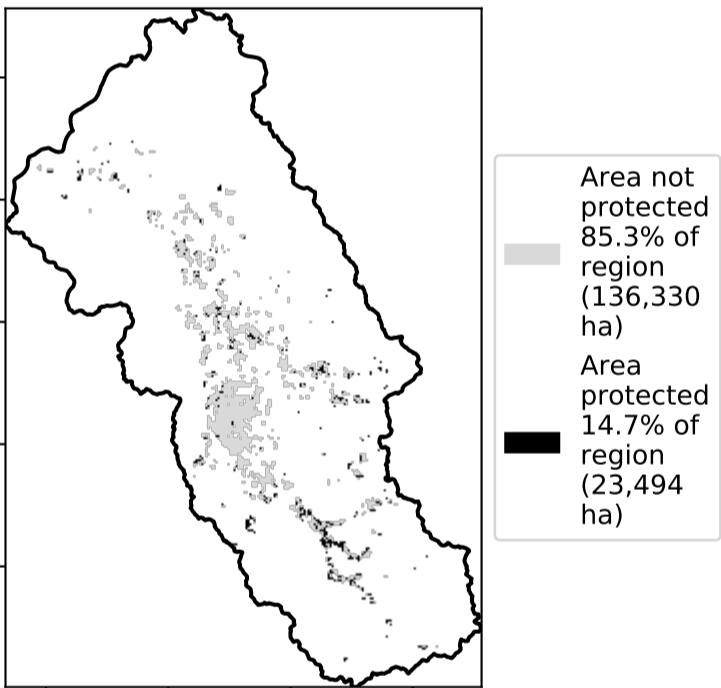 Area not
protected
85.3% of
region
(136,330
ha)
Area
protected
14.7% of
region
(23,494
ha)